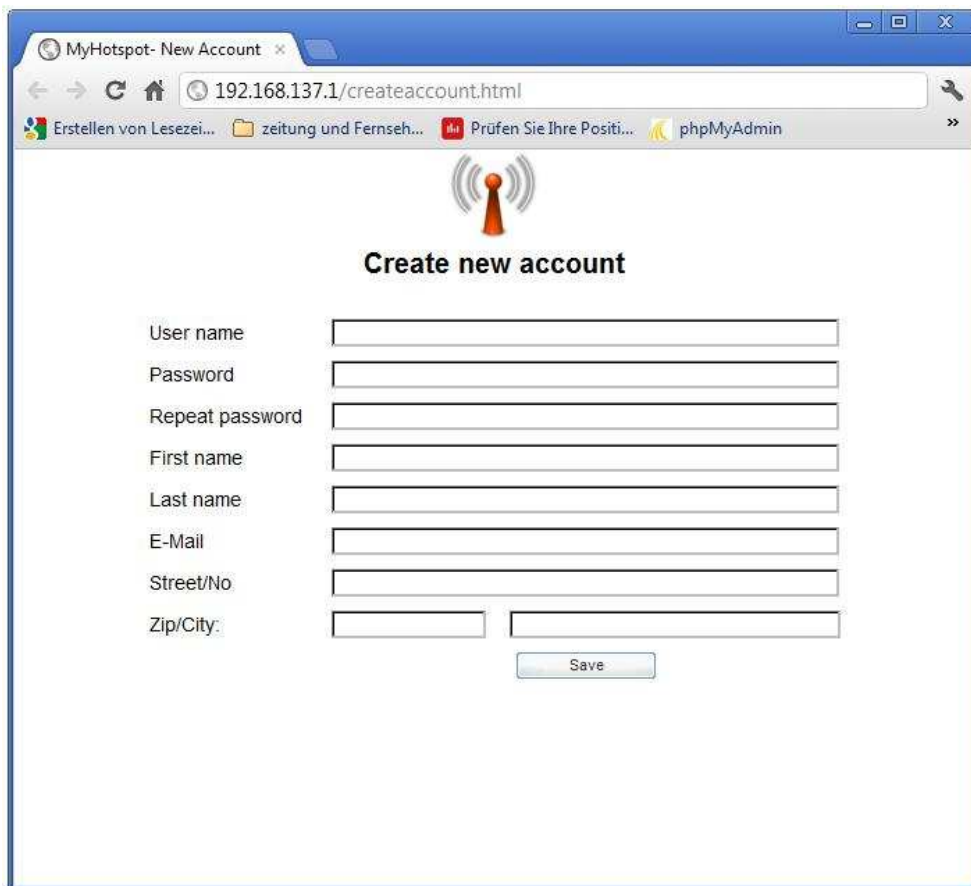 MyHotspot- New Account
192.168.137.1/createaccount.html
Erstellen von Lesezei... zeitung und Fernseh... Prüfen Sie Ihre Positi... phpMyAdmin »
Create new account
User name
Password
Repeat password
First name
Last name
E-Mail
Street/No
Zip/City:
Save